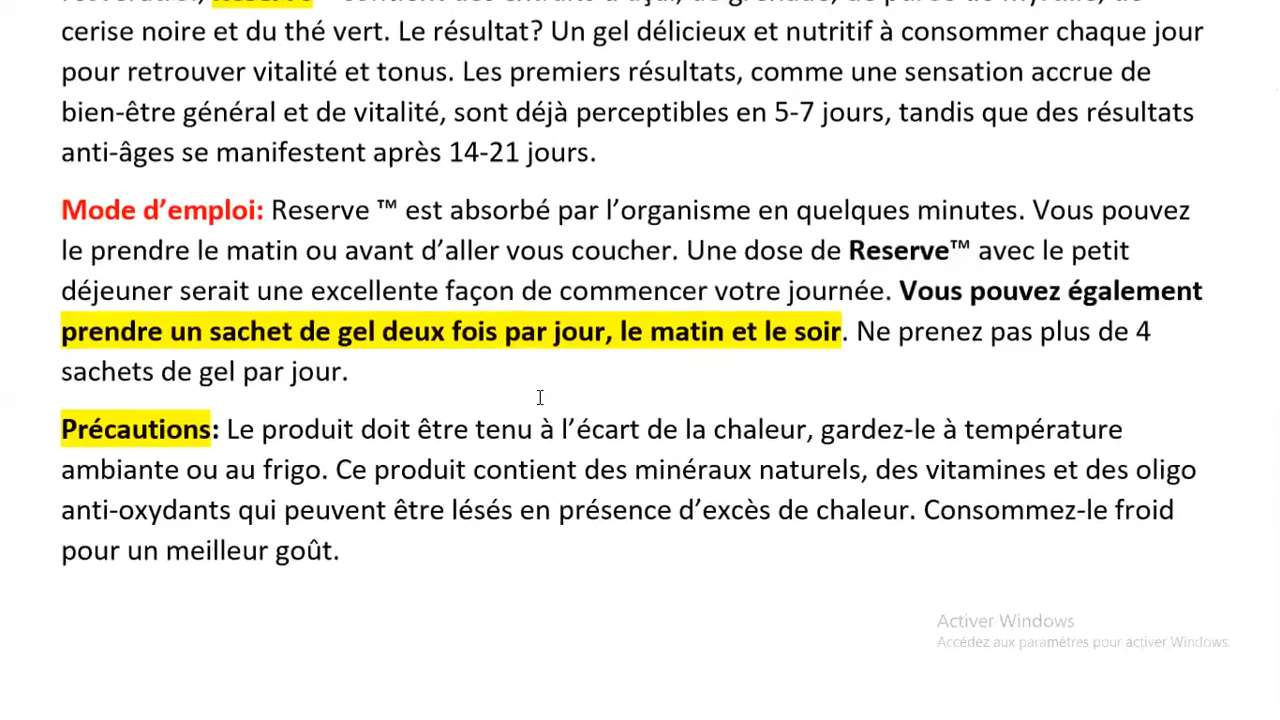 cerise noire et du thé vert. Le résultat? Un gel délicieux et nutritif à consommer chaque jour
pour retrouver vitalité et tonus. Les premiers résultats, comme une sensation accrue de
bien-être général et de vitalité, sont déjà perceptibles en 5-7 jours, tandis que des résultats
anti-âges se manifestent après 14-21 jours.
Mode d’emploi: Reserve ™ est absorbé par l’organisme en quelques minutes. Vous pouvez
le prendre le matin ou avant d’aller vous coucher. Une dose de Reserve™ avec le petit
déjeuner serait une excellente façon de commencer votre journée. Vous pouvez également
prendre un sachet de gel deux fois par jour, le matin et le soir. Ne prenez pas plus de 4
sachets de gel par jour.
Précautions: Le produit doit être tenu à l’écart de la chaleur, gardez-le à température
ambiante ou au frigo. Ce produit contient des minéraux naturels, des vitamines et des oligo
anti-oxydants qui peuvent être lésés en présence d’excès de chaleur. Consommez-le froid
pour un meilleur goût.
Activer Windows
Accédez aux paramètres pour activer Windows.